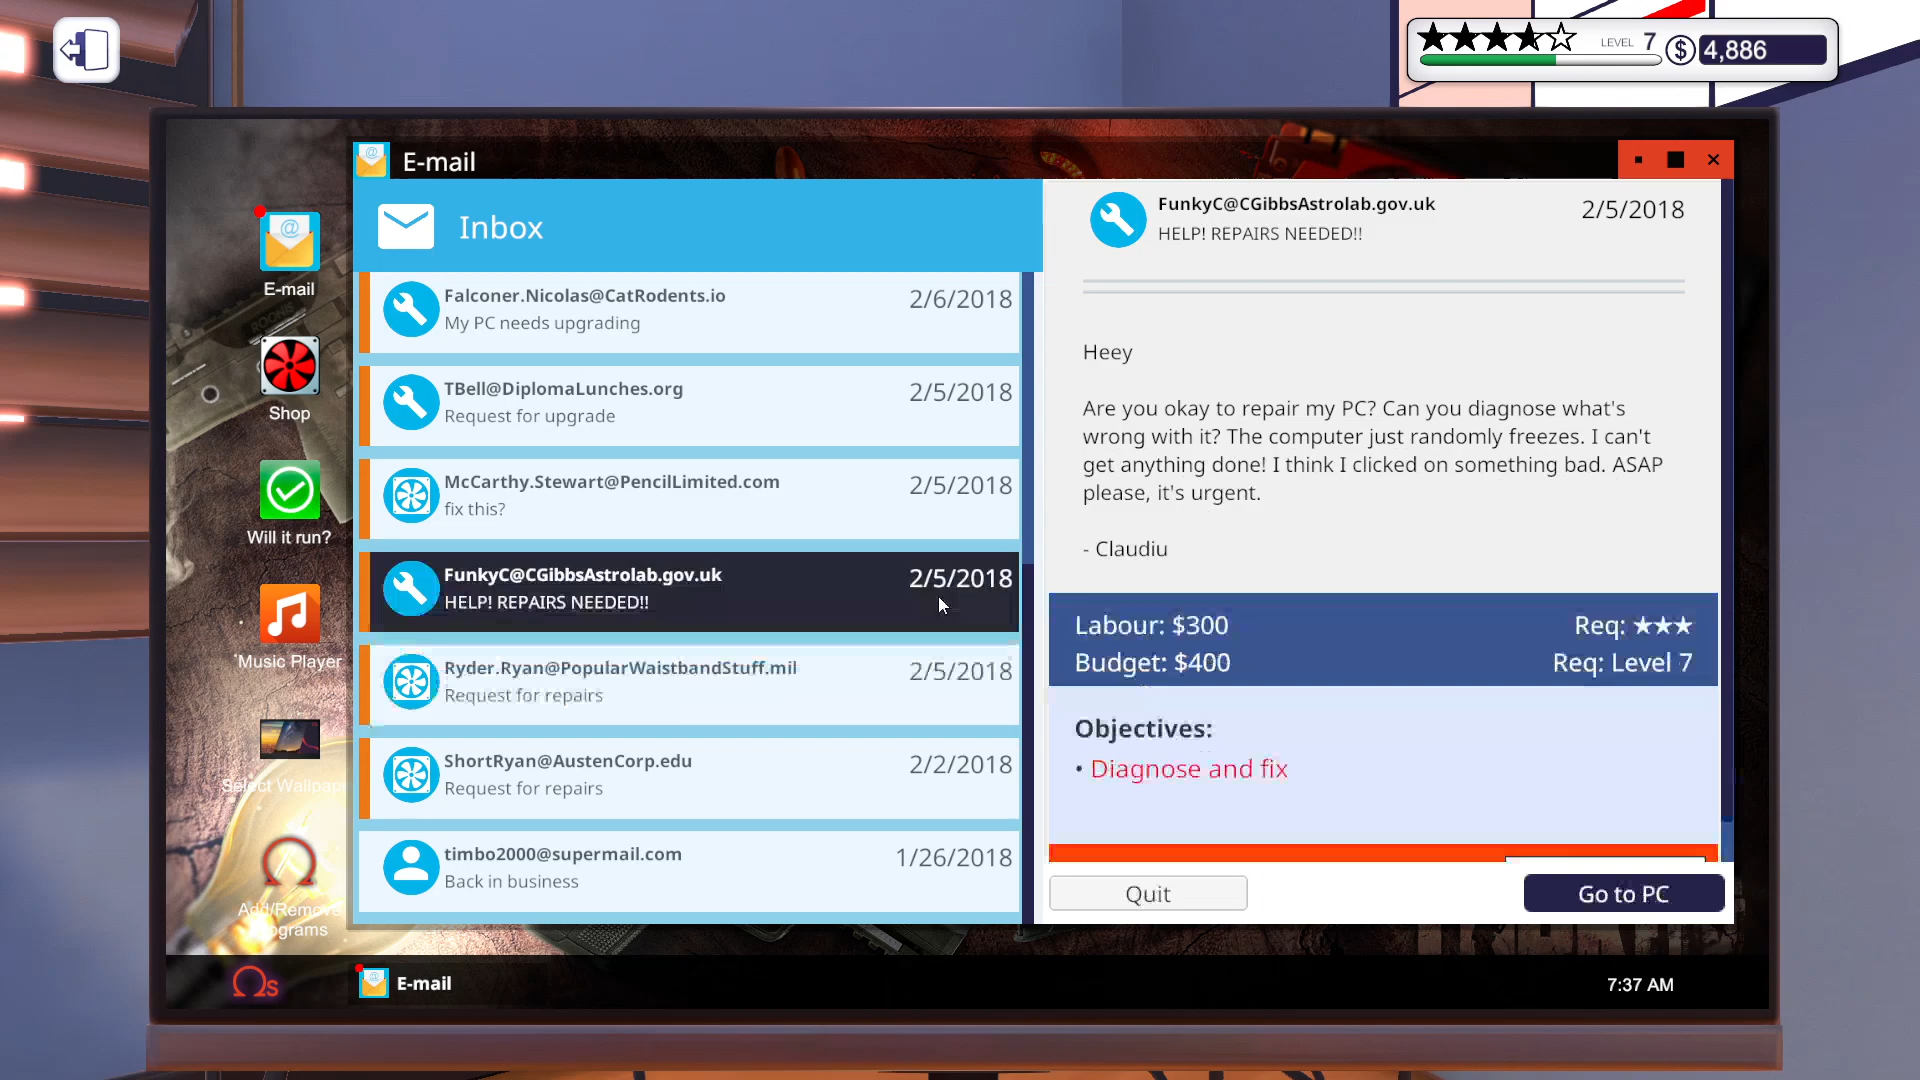 LEVEL 7
$ 4,886
E-mail
Inbox
Falconer.Nicolas@CatRodents.io
2/6/2018
My PC needs upgrading
TBell@DiplomaLunches.org
2/5/2018
Request for upgrade
McCarthy.Stewart@PencilLimited.com
2/5/2018
fix this?
FunkyC@CGibbsAstrolab.gov.uk
2/5/2018
HELP! REPAIRS NEEDED!!
Ryder.Ryan@PopularWaistbandStuff.mil
2/5/2018
Request for repairs
ShortRyan@AustenCorp.edu
2/2/2018
Request for repairs
timbo2000@supermail.com
1/26/2018
Back in business
FunkyC@CGibbsAstrolab.gov.uk
2/5/2018
HELP! REPAIRS NEEDED!!
Heey
Are you okay to repair my PC? Can you diagnose what's
wrong with it? The computer just randomly freezes. I can't
get anything done! I think I clicked on something bad. ASAP
please, it's urgent.
- Claudiu
Labour: $300
Req: ★★★
Budget: $400
Req: Level 7
Objectives:
• Diagnose and fix
Quit
Go to PC
E-mail
Shop
Will it run?
Music Player
Select Wallpap
Add/Remove
Programs
Ωs
E-mail
7:37 AM